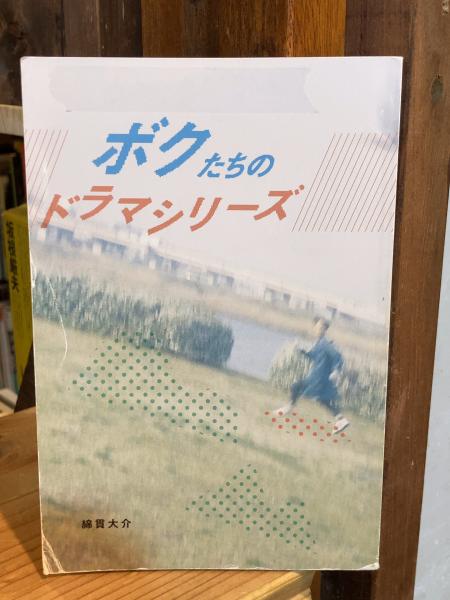 ボクたちの
ドラマシリーズ
綿貫大介